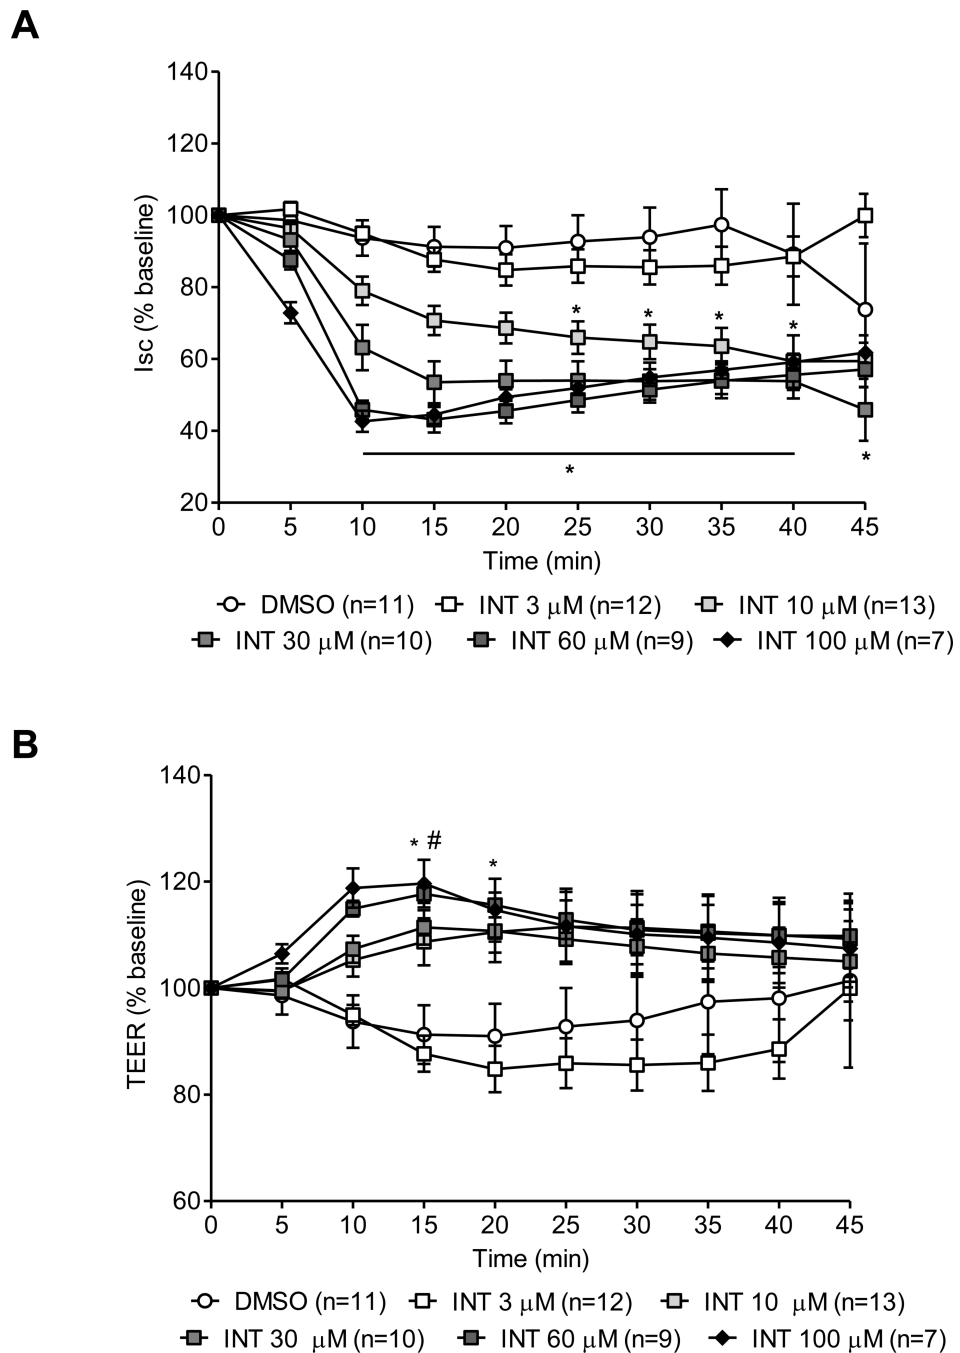 A
140
120
100
80
60
40
20
Isc (% baseline)
* * * *
*
*
0 5 10 15 20 25 30 35 40 45
Time (min)
DMSO (n=11) INT 3 μM (n=12) INT 10 μM (n=13)
INT 30 μM (n=10) INT 60 μM (n=9) INT 100 μM (n=7)
B
140
120
100
80
60
TEER (% baseline)
* #
*
0 5 10 15 20 25 30 35 40 45
Time (min)
DMSO (n=11) INT 3 μM (n=12) INT 10 μM (n=13)
INT 30 μM (n=10) INT 60 μM (n=9) INT 100 μM (n=7)